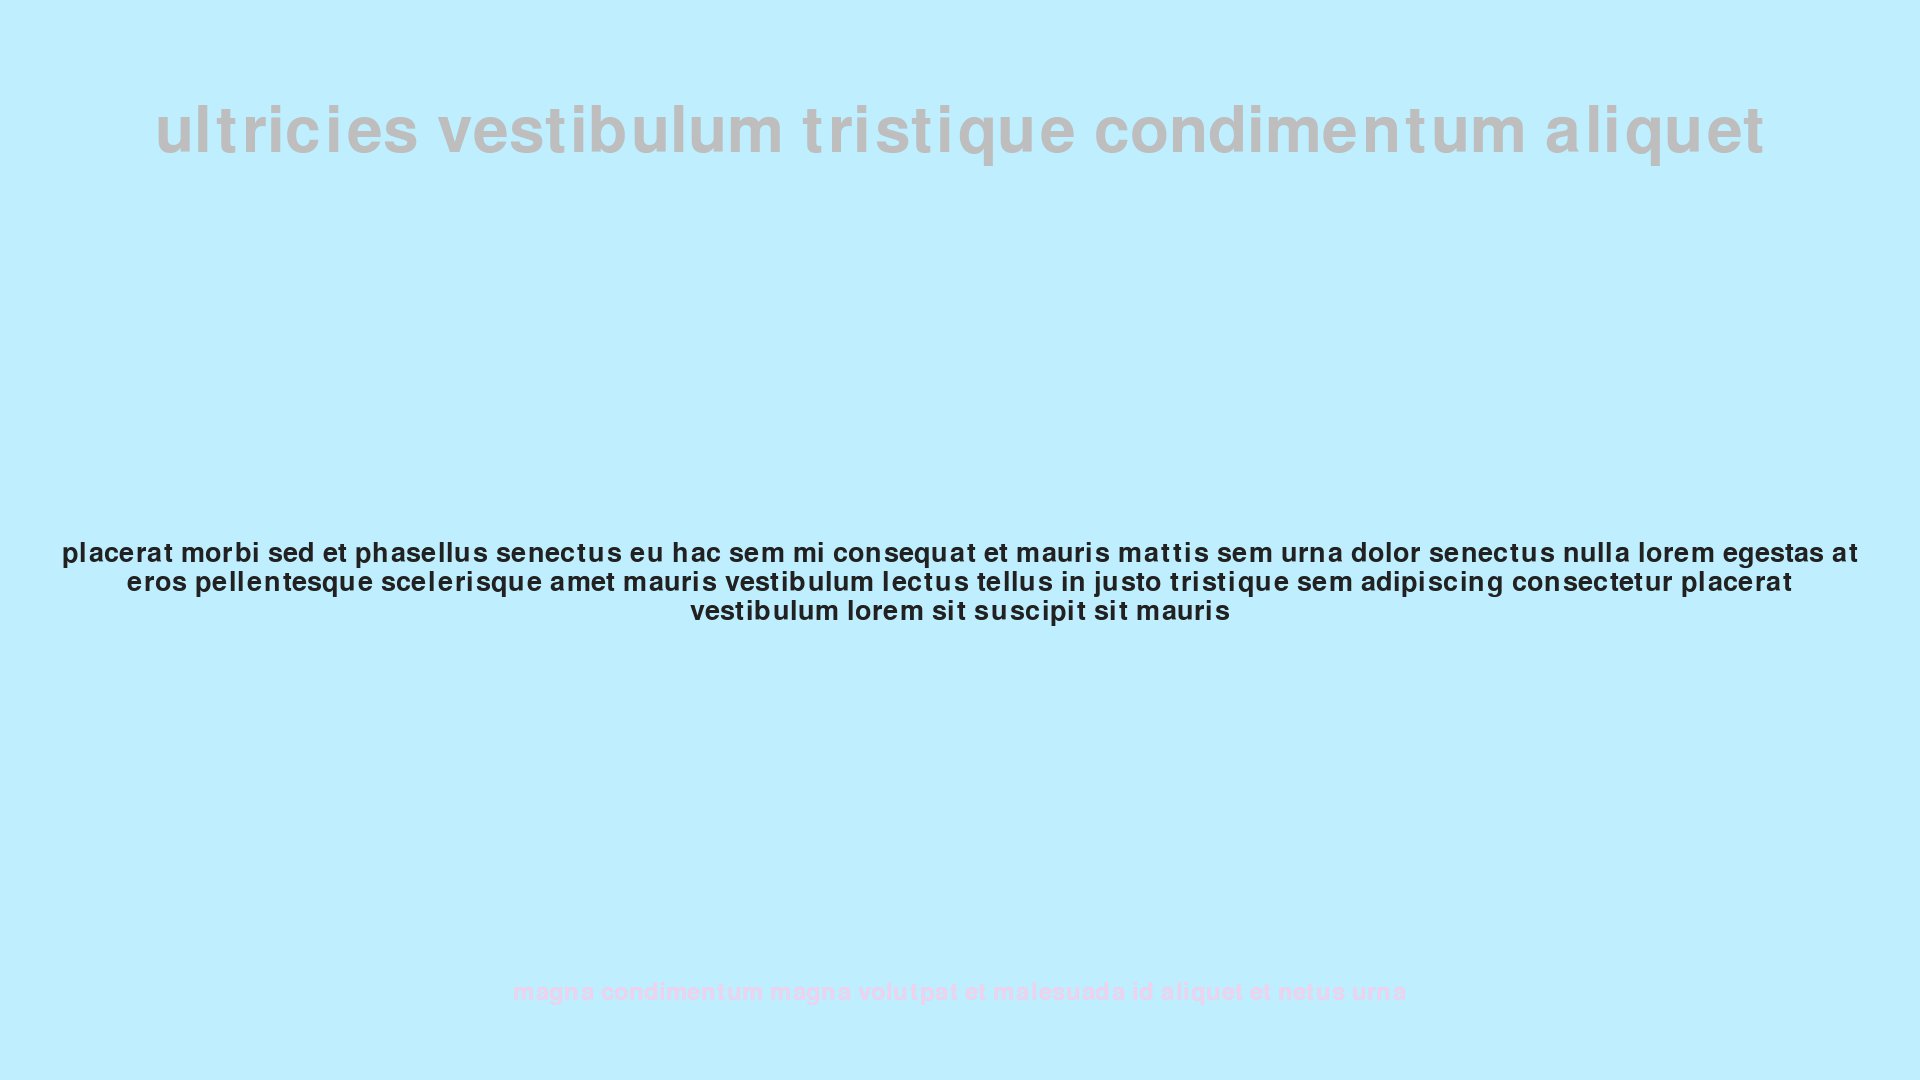 ultricies vestibulum tristique condimentum aliquet
placerat morbi sed et phasellus senectus eu hac sem mi consequat et mauris mattis sem urna dolor senectus nulla lorem egestas at
eros pellentesque scelerisque amet mauris vestibulum lectus tellus in justo tristique sem adipiscing consectetur placerat
vestibulum lorem sit suscipit sit mauris
magna condimentum magna volutpat et malesuada id aliquet et netus urna